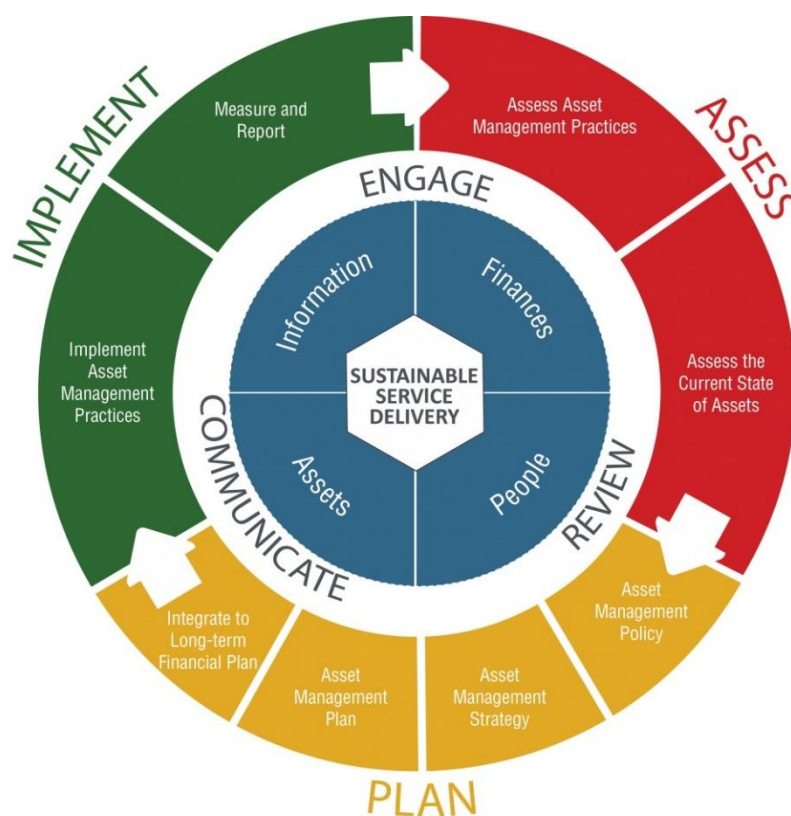 IMPLEMENT
Measure and
Report
Implement
Asset
Management
Practices
ASSESS
Assess Asset
Management Practices
Assess the
Current State
of Assets
PLAN
Asset
Management
Policy
Asset
Management
Strategy
Asset
Management
Plan
Integrate to
Long-term
Financial Plan
ENGAGE
REVIEW
COMMUNICATE
Information
Finances
People
Assets
SUSTAINABLE
SERVICE
DELIVERY